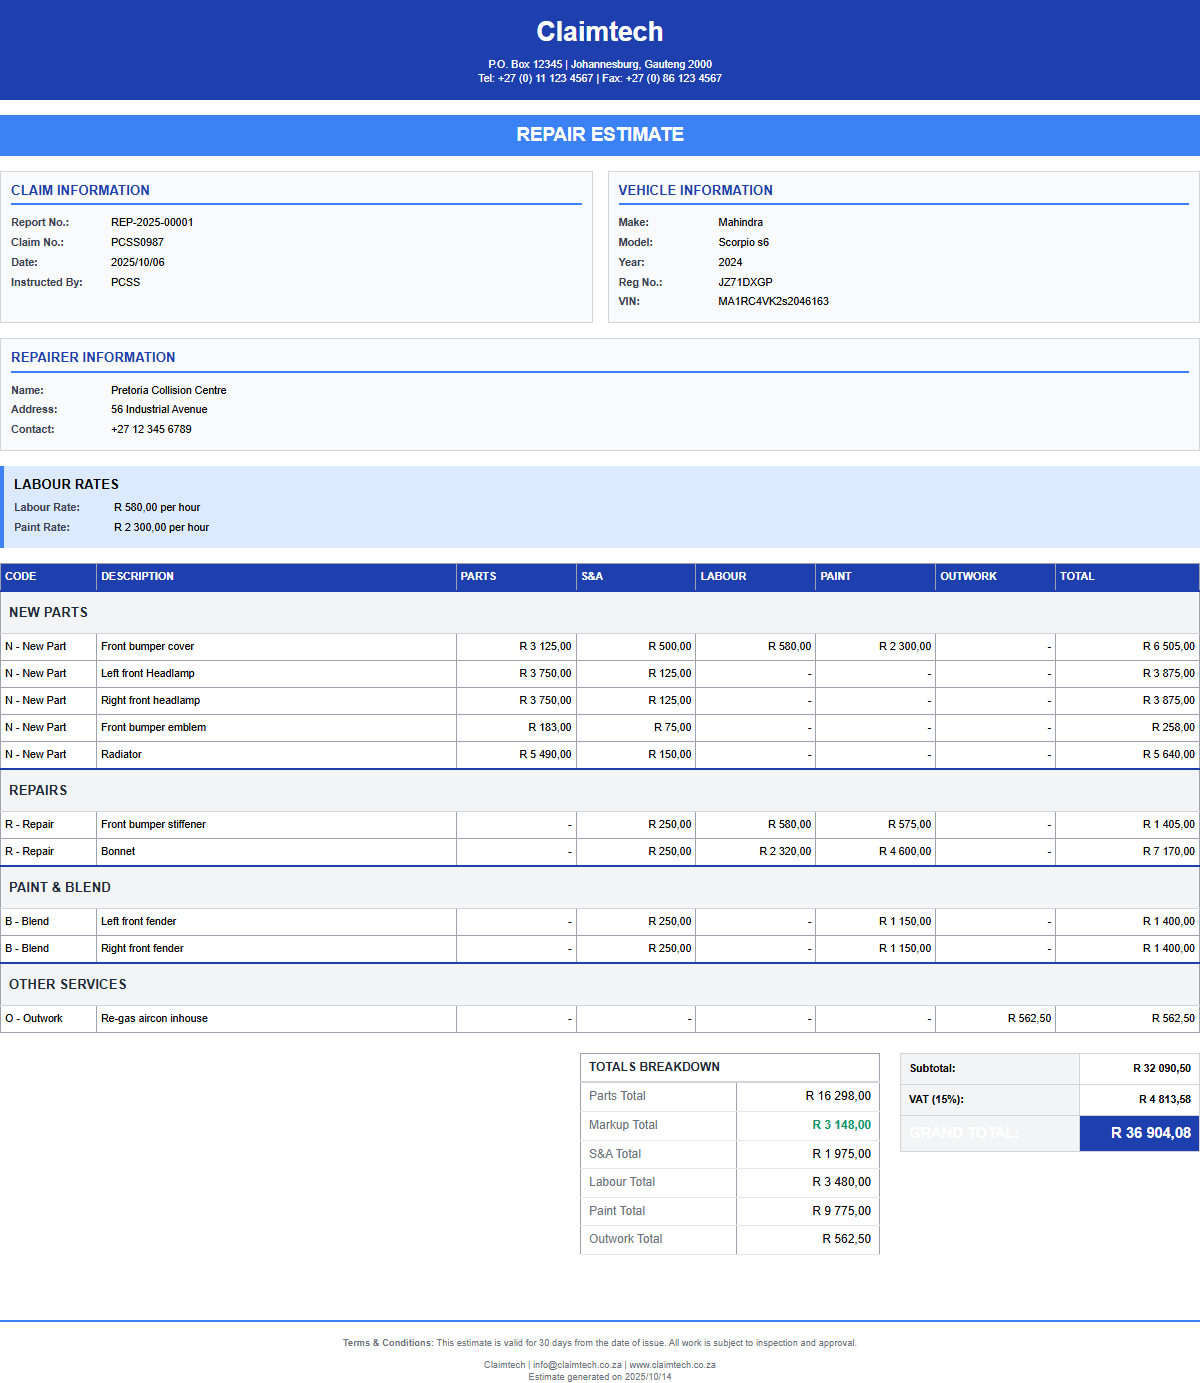 Claimtech
P.O. Box 12345 | Johannesburg, Gauteng 2000
Tel: +27 (0) 11 123 4567 | Fax: +27 (0) 86 123 4567
REPAIR ESTIMATE
CLAIM INFORMATION
Report No.: REP-2025-00001
Claim No.: PCSS0987
Date: 2025/10/06
Instructed By: PCSS
VEHICLE INFORMATION
Make: Mahindra
Model: Scorpio s6
Year: 2024
Reg No.: JZ71DXGP
VIN: MA1RC4VK2s2046163
REPAIRER INFORMATION
Name: Pretoria Collision Centre
Address: 56 Industrial Avenue
Contact: +27 12 345 6789
LABOUR RATES
Labour Rate: R 580,00 per hour
Paint Rate: R 2 300,00 per hour
CODE DESCRIPTION PARTS S&A LABOUR PAINT OUTWORK TOTAL
NEW PARTS
N - New Part Front bumper cover R 3 125,00 R 500,00 R 580,00 R 2 300,00 - R 6 505,00
N - New Part Left front Headlamp R 3 750,00 R 125,00 - - - R 3 875,00
N - New Part Right front headlamp R 3 750,00 R 125,00 - - - R 3 875,00
N - New Part Front bumper emblem R 183,00 R 75,00 - - - R 258,00
N - New Part Radiator R 5 490,00 R 150,00 - - - R 5 640,00
REPAIRS
R - Repair Front bumper stiffener - R 250,00 R 580,00 R 575,00 - R 1 405,00
R - Repair Bonnet - R 250,00 R 2 320,00 R 4 600,00 - R 7 170,00
PAINT & BLEND
B - Blend Left front fender - R 250,00 - R 1 150,00 - R 1 400,00
B - Blend Right front fender - R 250,00 - R 1 150,00 - R 1 400,00
OTHER SERVICES
O - Outwork Re-gas aircon inhouse - - - - R 562,50 R 562,50
TOTALS BREAKDOWN
Parts Total R 16 298,00
Markup Total R 3 148,00
S&A Total R 1 975,00
Labour Total R 3 480,00
Paint Total R 9 775,00
Outwork Total R 562,50
Subtotal: R 32 090,50
VAT (15%): R 4 813,58
GRAND TOTAL: R 36 904,08
Terms & Conditions: This estimate is valid for 30 days from the date of issue. All work is subject to inspection and approval.
Claimtech | info@claimtech.co.za | www.claimtech.co.za
Estimate generated on 2025/10/14